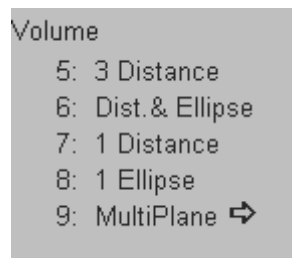 Volume
5: 3 Distance
6: Dist.& Ellipse
7: 1 Distance
8: 1 Ellipse
9: MultiPlane ⇨